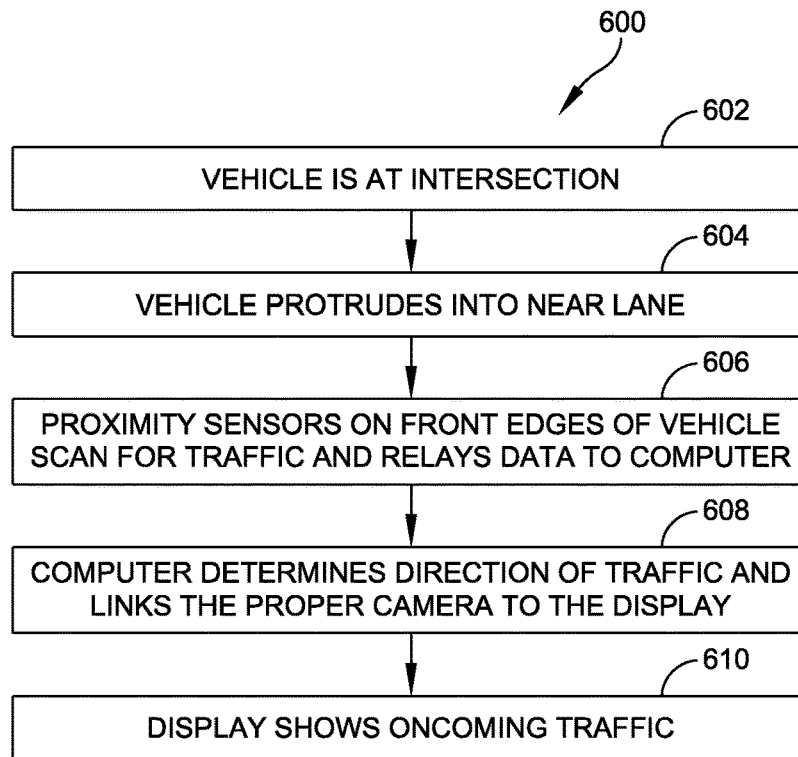 600
602
VEHICLE IS AT INTERSECTION
604
VEHICLE PROTRUDES INTO NEAR LANE
606
PROXIMITY SENSORS ON FRONT EDGES OF VEHICLE
SCAN FOR TRAFFIC AND RELAYS DATA TO COMPUTER
608
COMPUTER DETERMINES DIRECTION OF TRAFFIC AND
LINKS THE PROPER CAMERA TO THE DISPLAY
610
DISPLAY SHOWS ONCOMING TRAFFIC